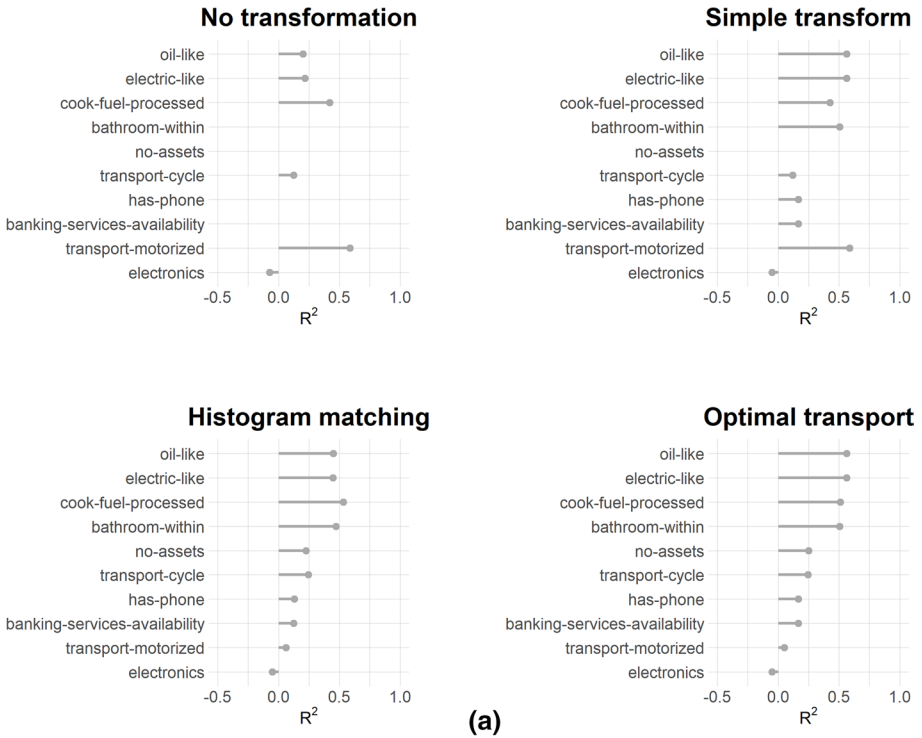 No transformation
oil-like
electric-like
cook-fuel-processed
bathroom-within
no-assets
transport-cycle
has-phone
banking-services-availability
transport-motorized
electronics
-0.5 0.0 0.5 1.0
R²
Simple transform
oil-like
electric-like
cook-fuel-processed
bathroom-within
no-assets
transport-cycle
has-phone
banking-services-availability
transport-motorized
electronics
-0.5 0.0 0.5 1.0
R²
Histogram matching
oil-like
electric-like
cook-fuel-processed
bathroom-within
no-assets
transport-cycle
has-phone
banking-services-availability
transport-motorized
electronics
-0.5 0.0 0.5 1.0
R²
Optimal transport
oil-like
electric-like
cook-fuel-processed
bathroom-within
no-assets
transport-cycle
has-phone
banking-services-availability
transport-motorized
electronics
-0.5 0.0 0.5 1.0
R²
(a)